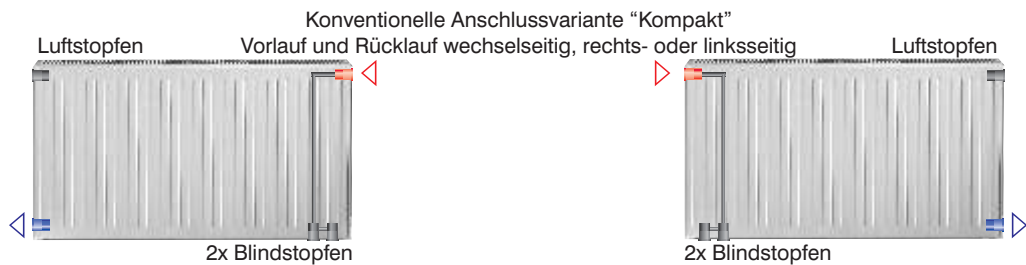 Konventionelle Anschlussvariante “Kompakt”
Luftstopfen Vorlauf und Rücklauf wechselseitig, rechts- oder linksseitig Luftstopfen
2x Blindstopfen 2x Blindstopfen